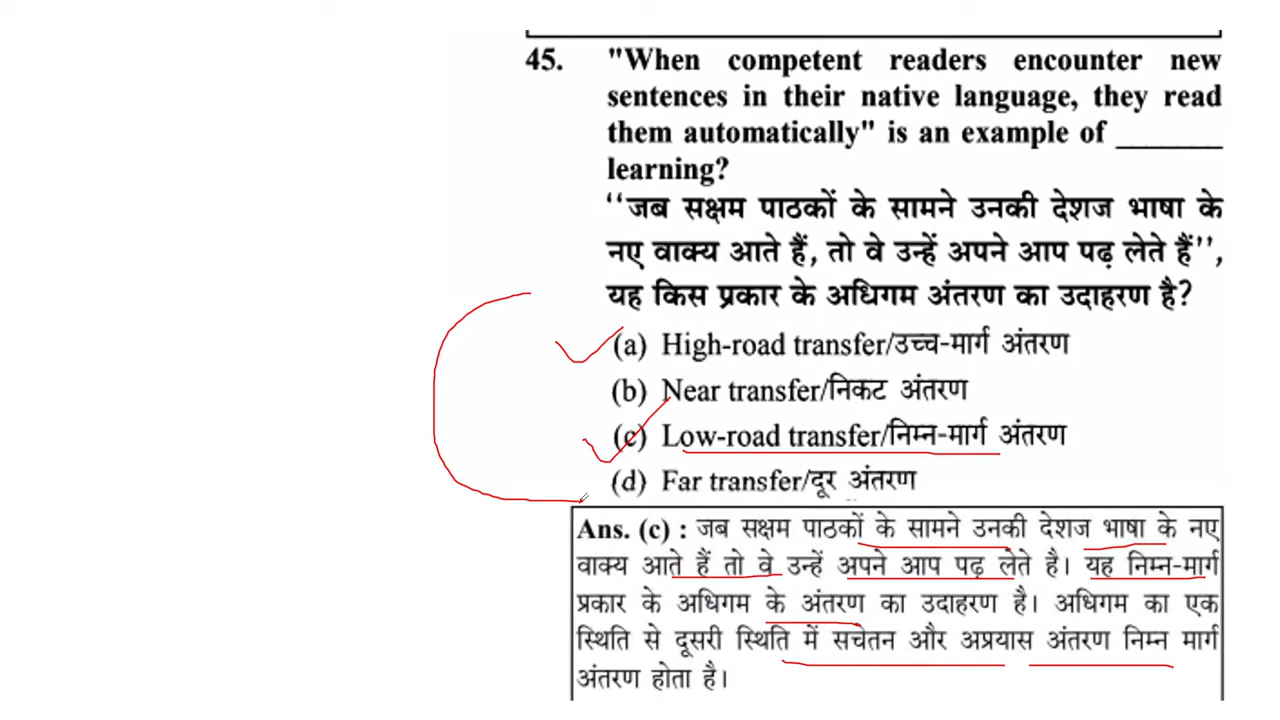 45. "When competent readers encounter new
sentences in their native language, they read
them automatically" is an example of _______
learning?
‘‘जब सक्षम पाठकों के सामने उनकी देशज भाषा के
नए वाक्य आते हैं, तो वे उन्हें अपने आप पढ़ लेते हैं’’,
यह किस प्रकार के अधिगम अंतरण का उदाहरण है?
(a) High-road transfer/उच्च-मार्ग अंतरण
(b) Near transfer/निकट अंतरण
(c) Low-road transfer/निम्न-मार्ग अंतरण
(d) Far transfer/दूर अंतरण
Ans. (c) : जब सक्षम पाठकों के सामने उनकी देशज भाषा के नए
वाक्य आते हैं तो वे उन्हें अपने आप पढ़ लेते है। यह निम्न-मार्ग
प्रकार के अधिगम के अंतरण का उदाहरण है। अधिगम का एक
स्थिति से दूसरी स्थिति में सचेतन और अप्रयास अंतरण निम्न मार्ग
अंतरण होता है।